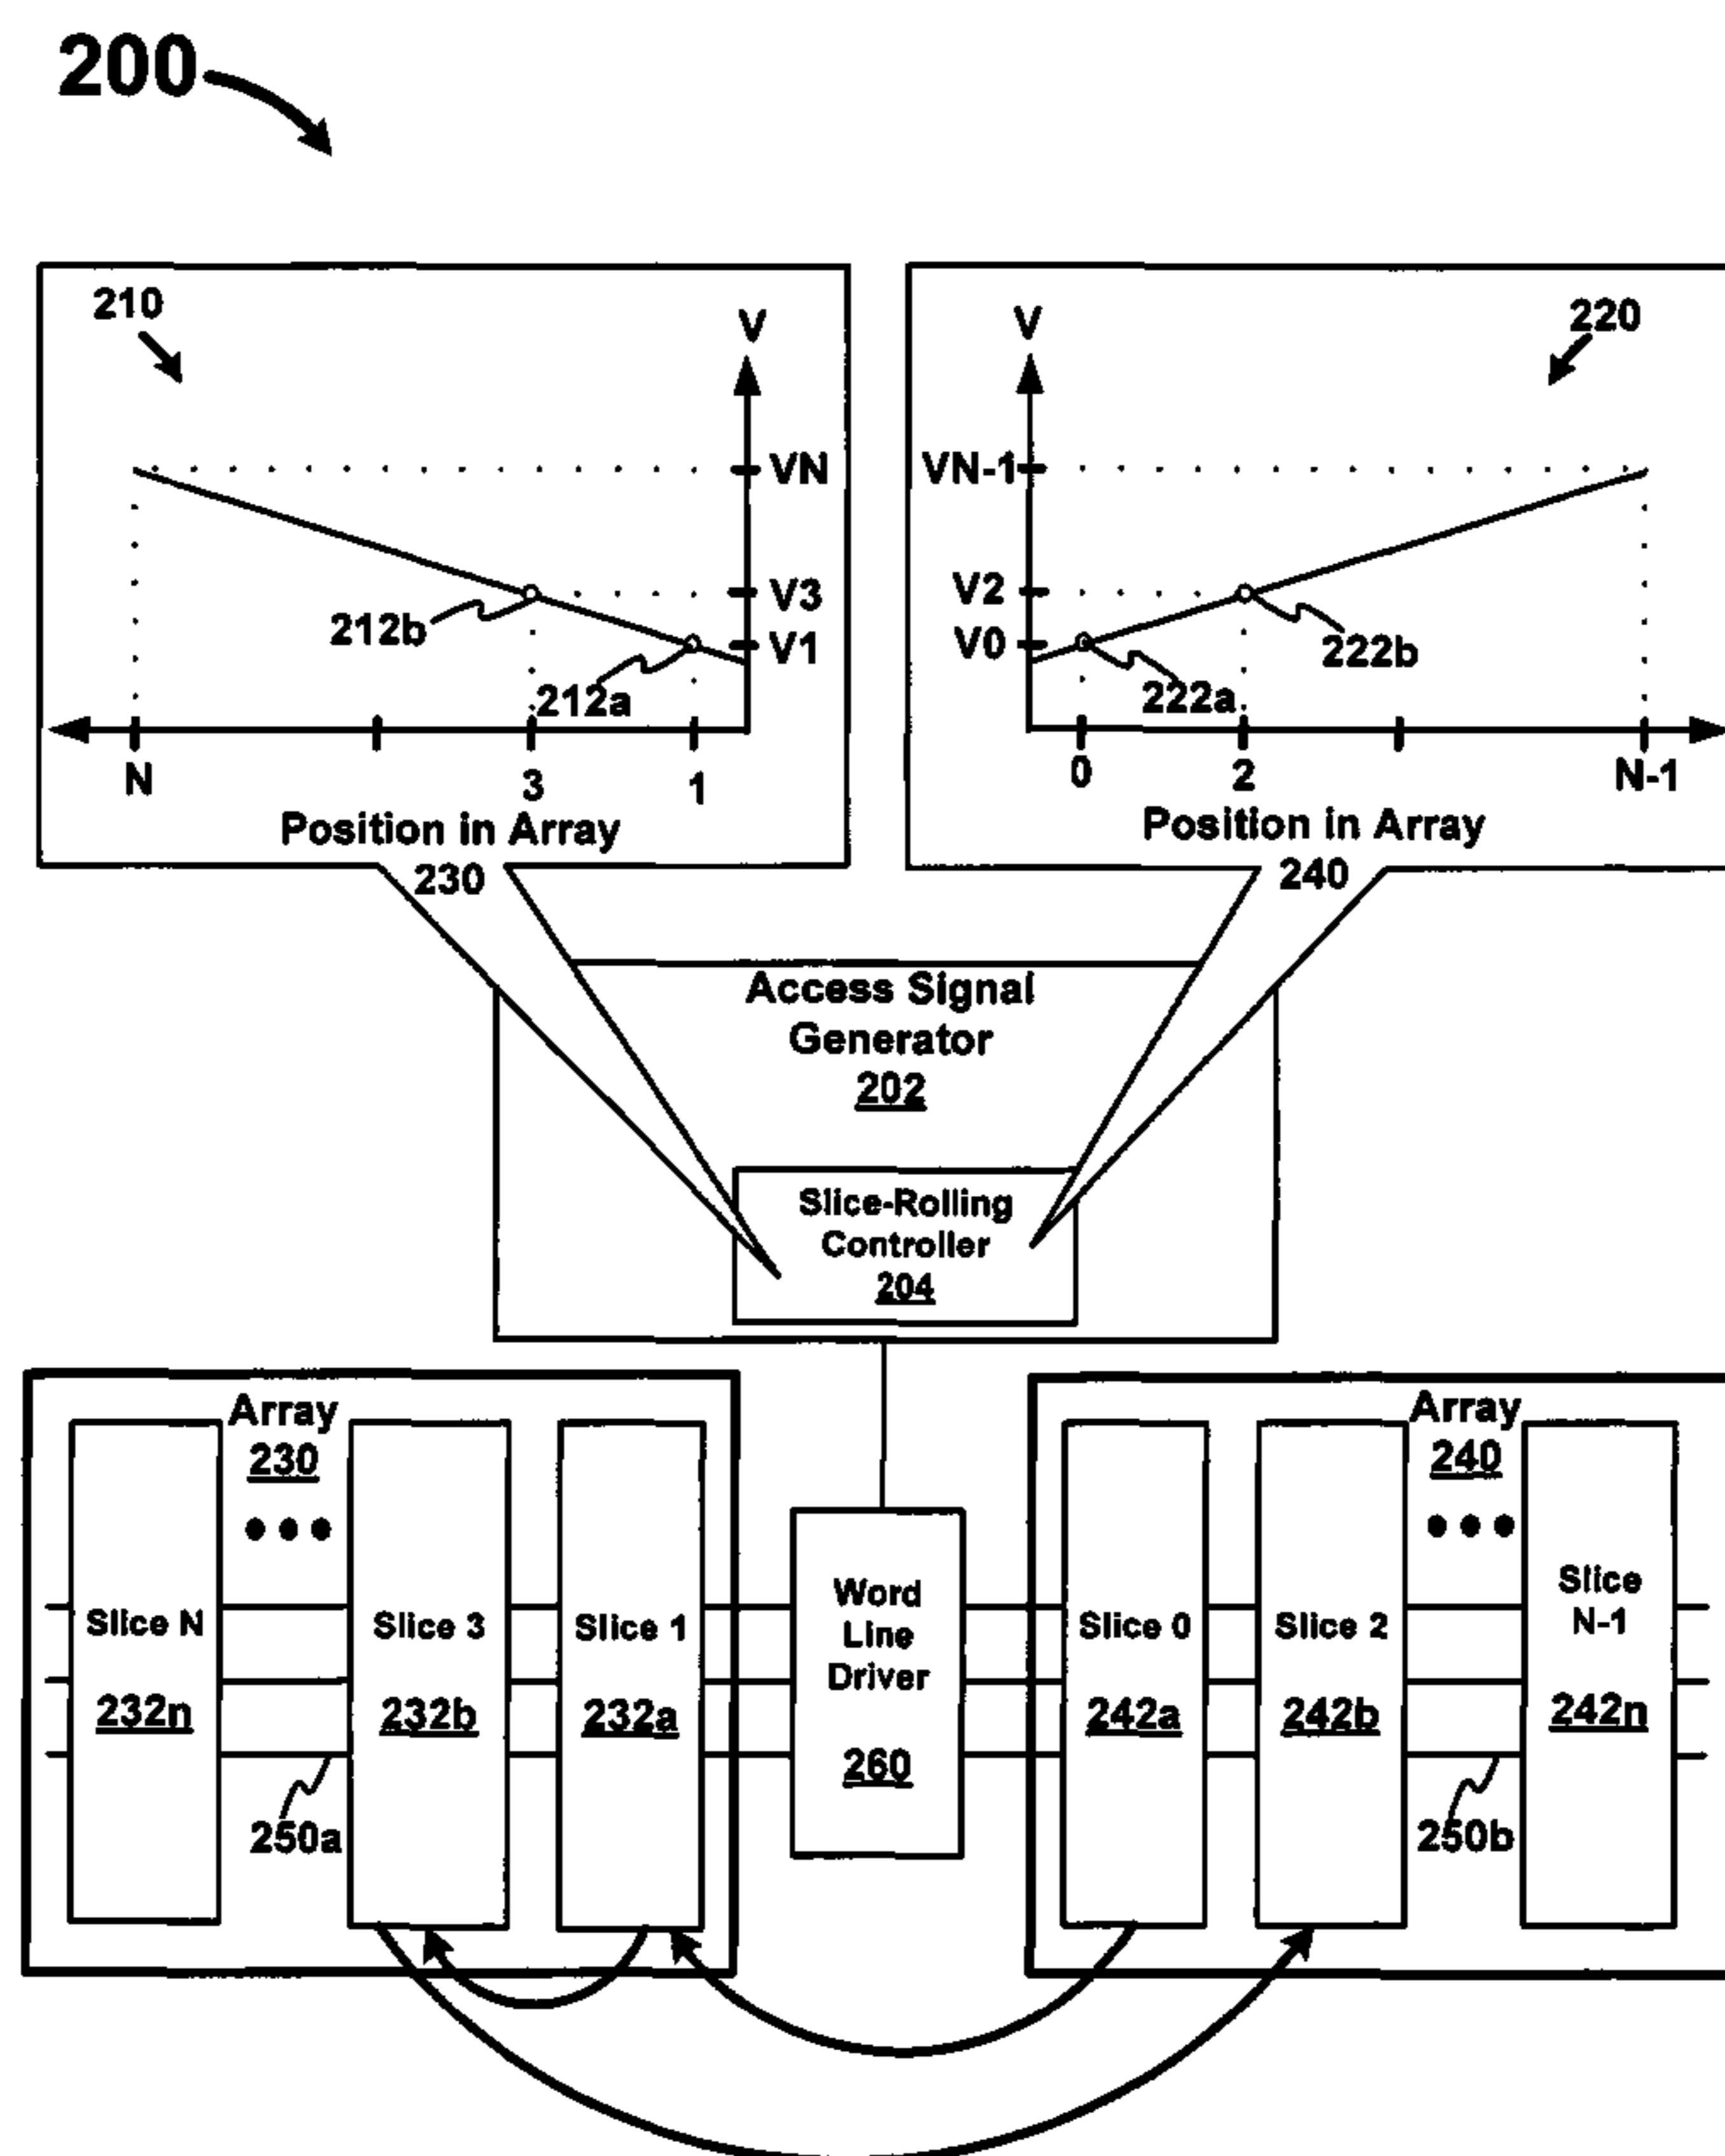 200
210
V
VN
V3
V1
212b
212a
N
3
1
Position in Array
230
220
V
VN-1
V2
V0
222b
222a
0
2
N-1
Position in Array
240
Access Signal
Generator
202
Slice-Rolling
Controller
204
Array
230
Slice N
232n
Slice 3
232b
Slice 1
232a
250a
Word
Line
Driver
260
Array
240
Slice 0
242a
Slice 2
242b
Slice
N-1
242n
250b